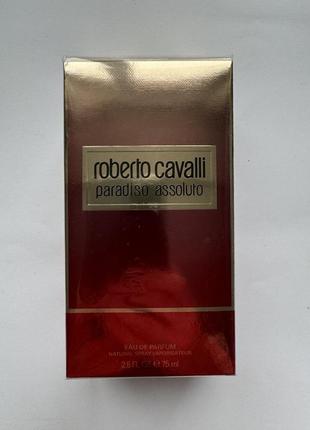 roberto cavalli
paradiso assoluto
EAU DE PARFUM
NATURAL SPRAY VAPORISATEUR
2.5 FL. OZ. e 75 ml